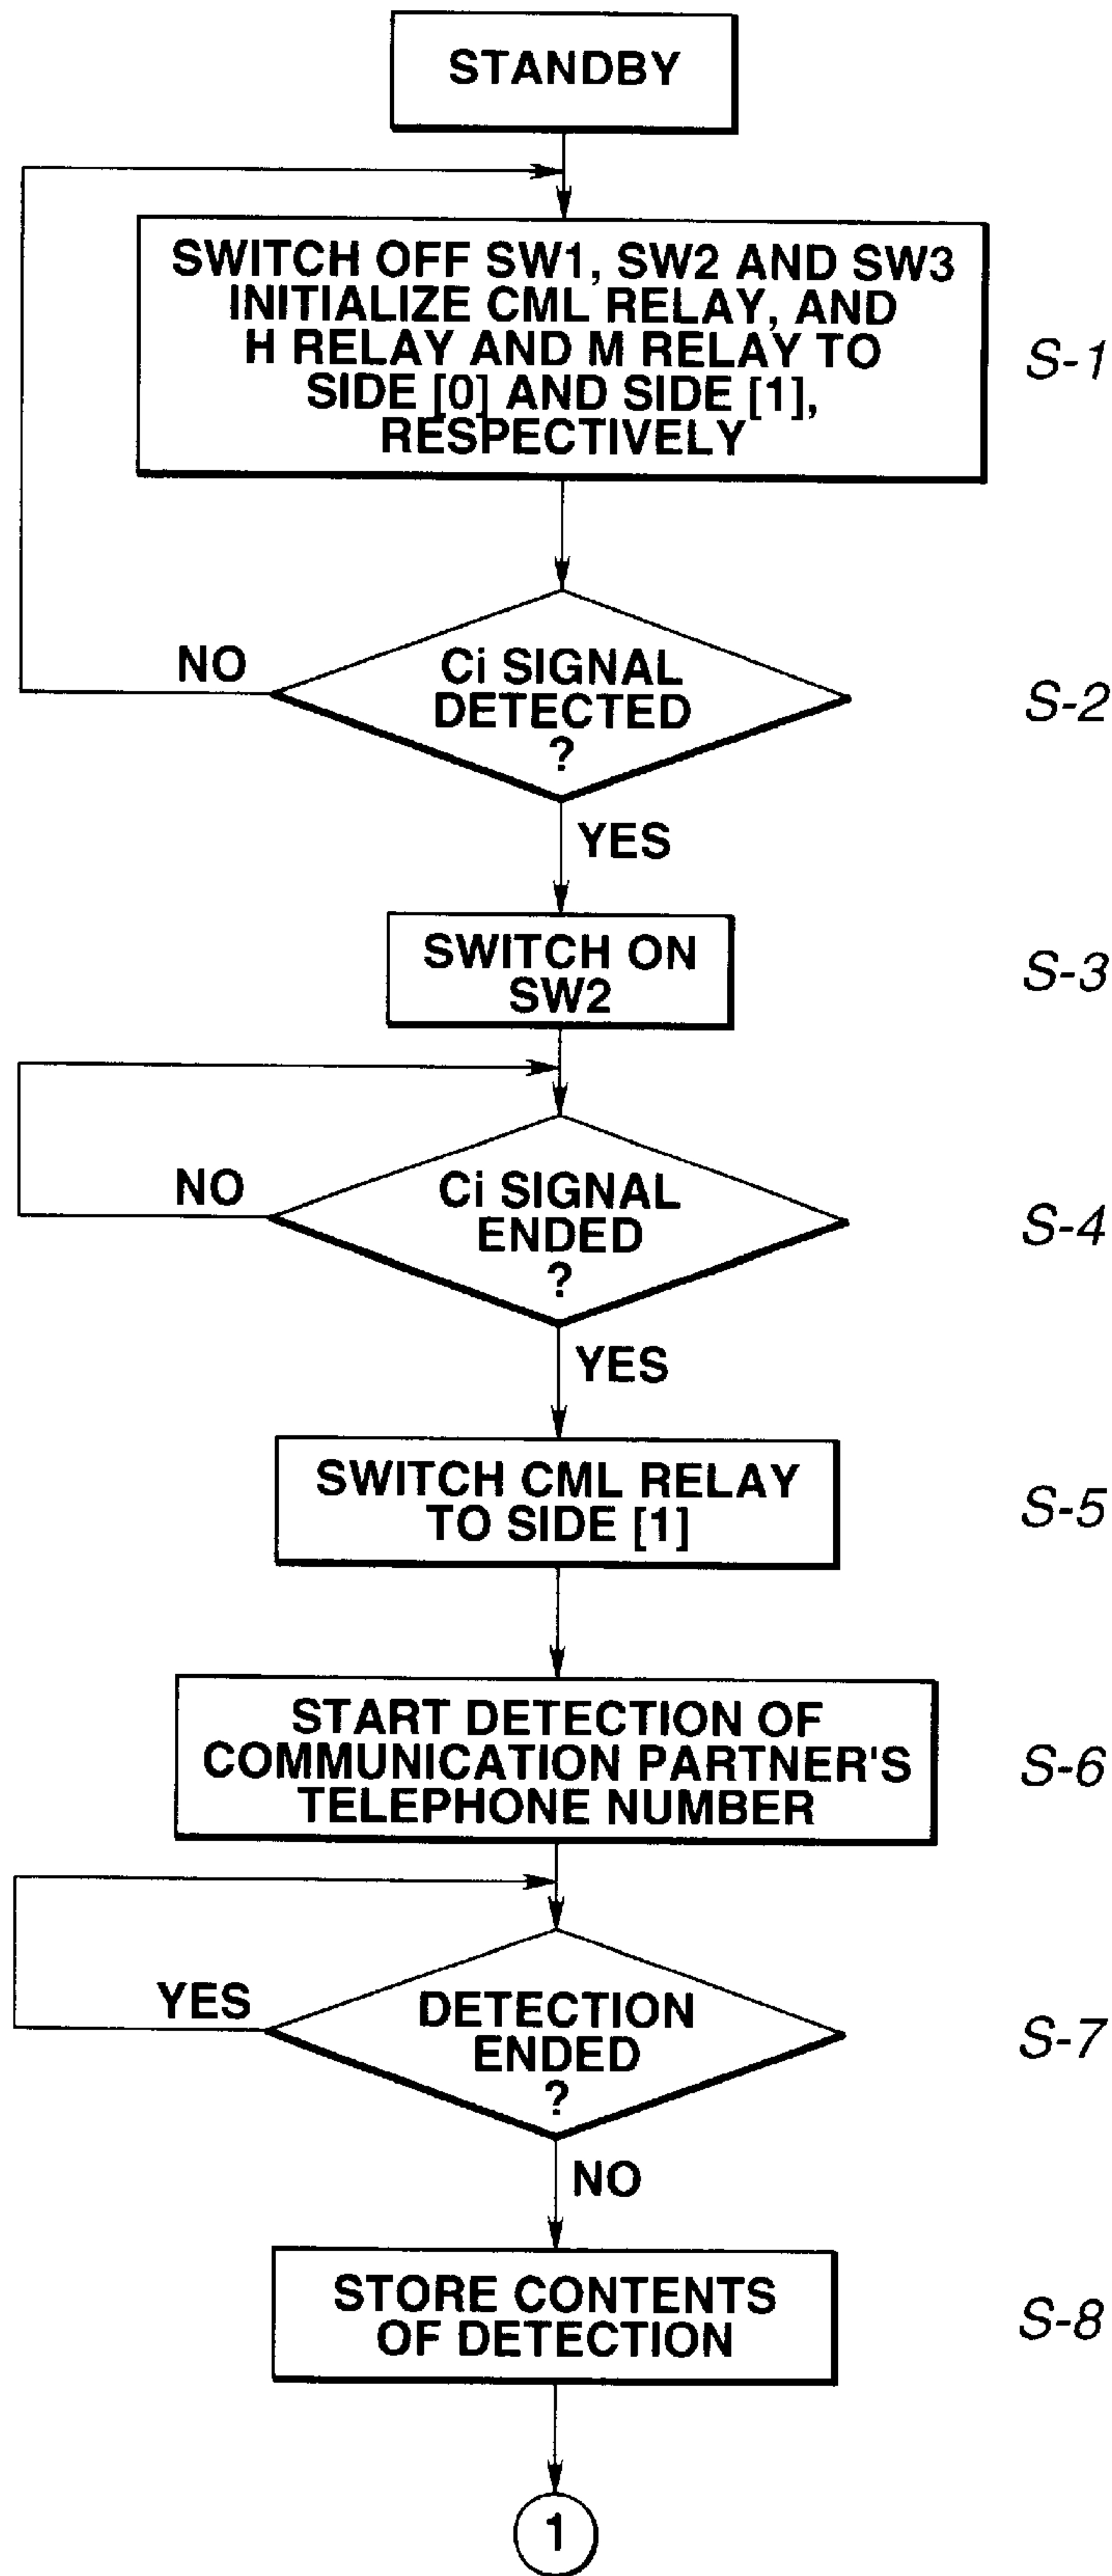 STANDBY
SWITCH OFF SW1, SW2 AND SW3
INITIALIZE CML RELAY, AND
H RELAY AND M RELAY TO
SIDE [0] AND SIDE [1],
RESPECTIVELY
S-1
NO
Ci SIGNAL
DETECTED
?
S-2
YES
SWITCH ON
SW2
S-3
NO
Ci SIGNAL
ENDED
?
S-4
YES
SWITCH CML RELAY
TO SIDE [1]
S-5
START DETECTION OF
COMMUNICATION PARTNER'S
TELEPHONE NUMBER
S-6
YES
DETECTION
ENDED
?
S-7
NO
STORE CONTENTS
OF DETECTION
S-8
1